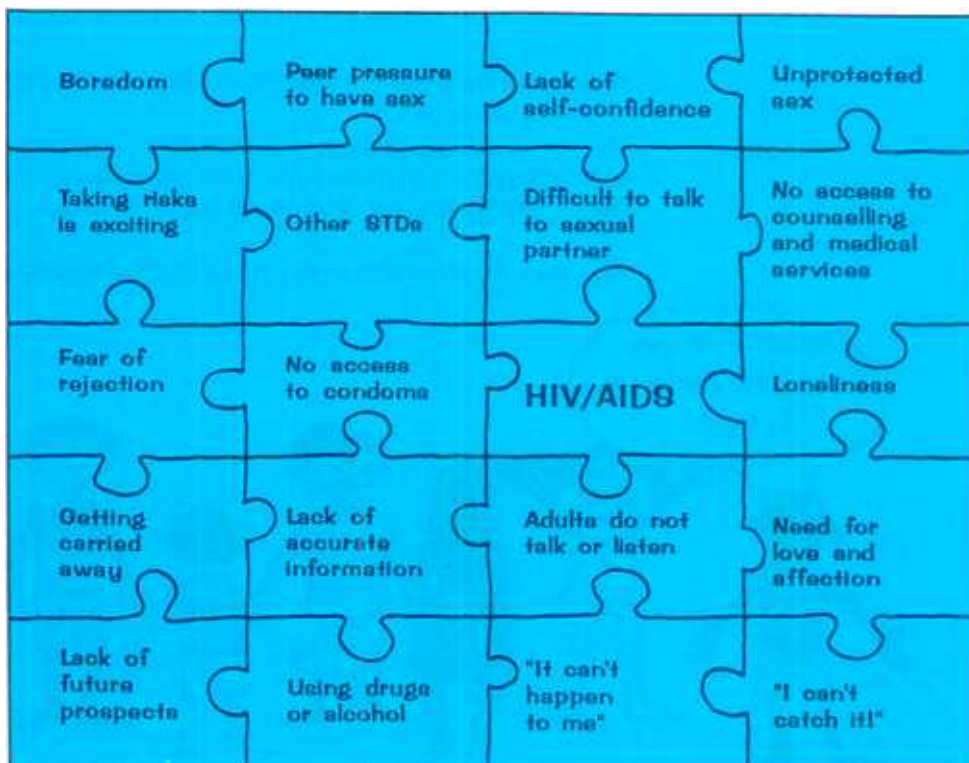 Boredom
Peer pressure
to have sex
Lack of
self-confidence
Unprotected
sex
Taking risks
is exciting
Other STDs
Difficult to talk
to sexual
partner
No access to
counselling
and medical
services
Fear of
rejection
No access
to condoms
HIV/AIDS
Loneliness
Getting
carried
away
Lack of
accurate
information
Adults do not
talk or listen
Need for
love and
affection
Lack of
future
prospects
Using drugs
or alcohol
"It can't
happen
to me"
"I can't
catch it!"